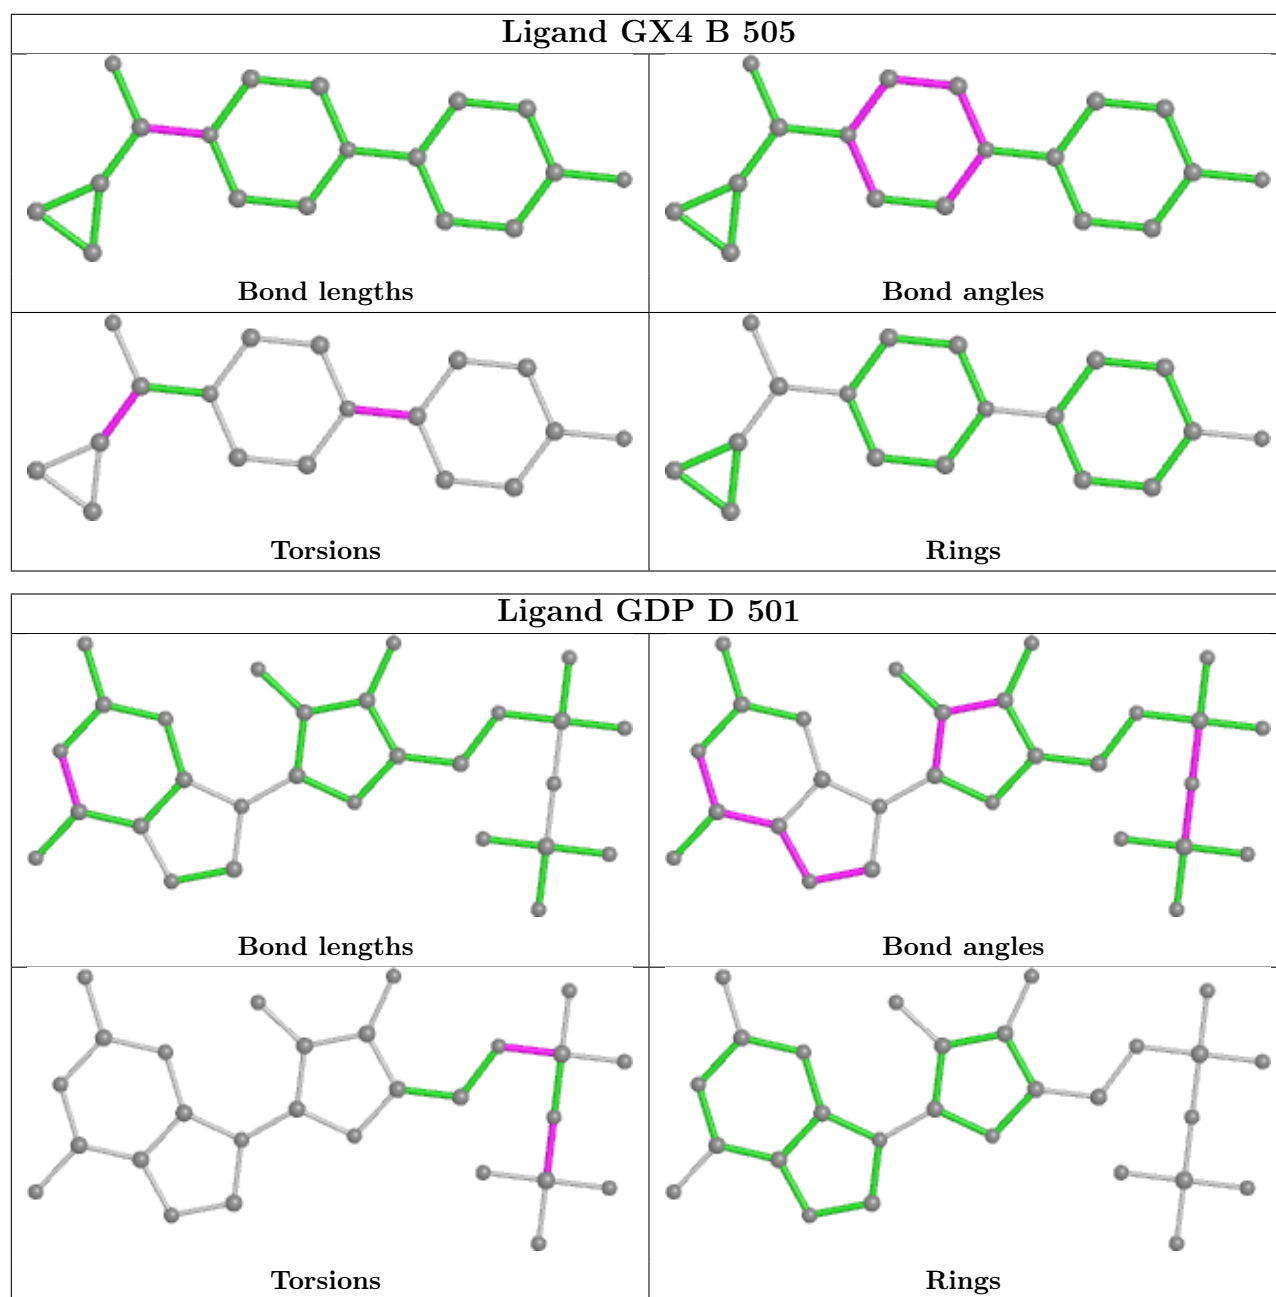 Ligand GX4 B 505
Bond lengths
Bond angles
Torsions
Rings
Ligand GDP D 501
Bond lengths
Bond angles
Torsions
Rings